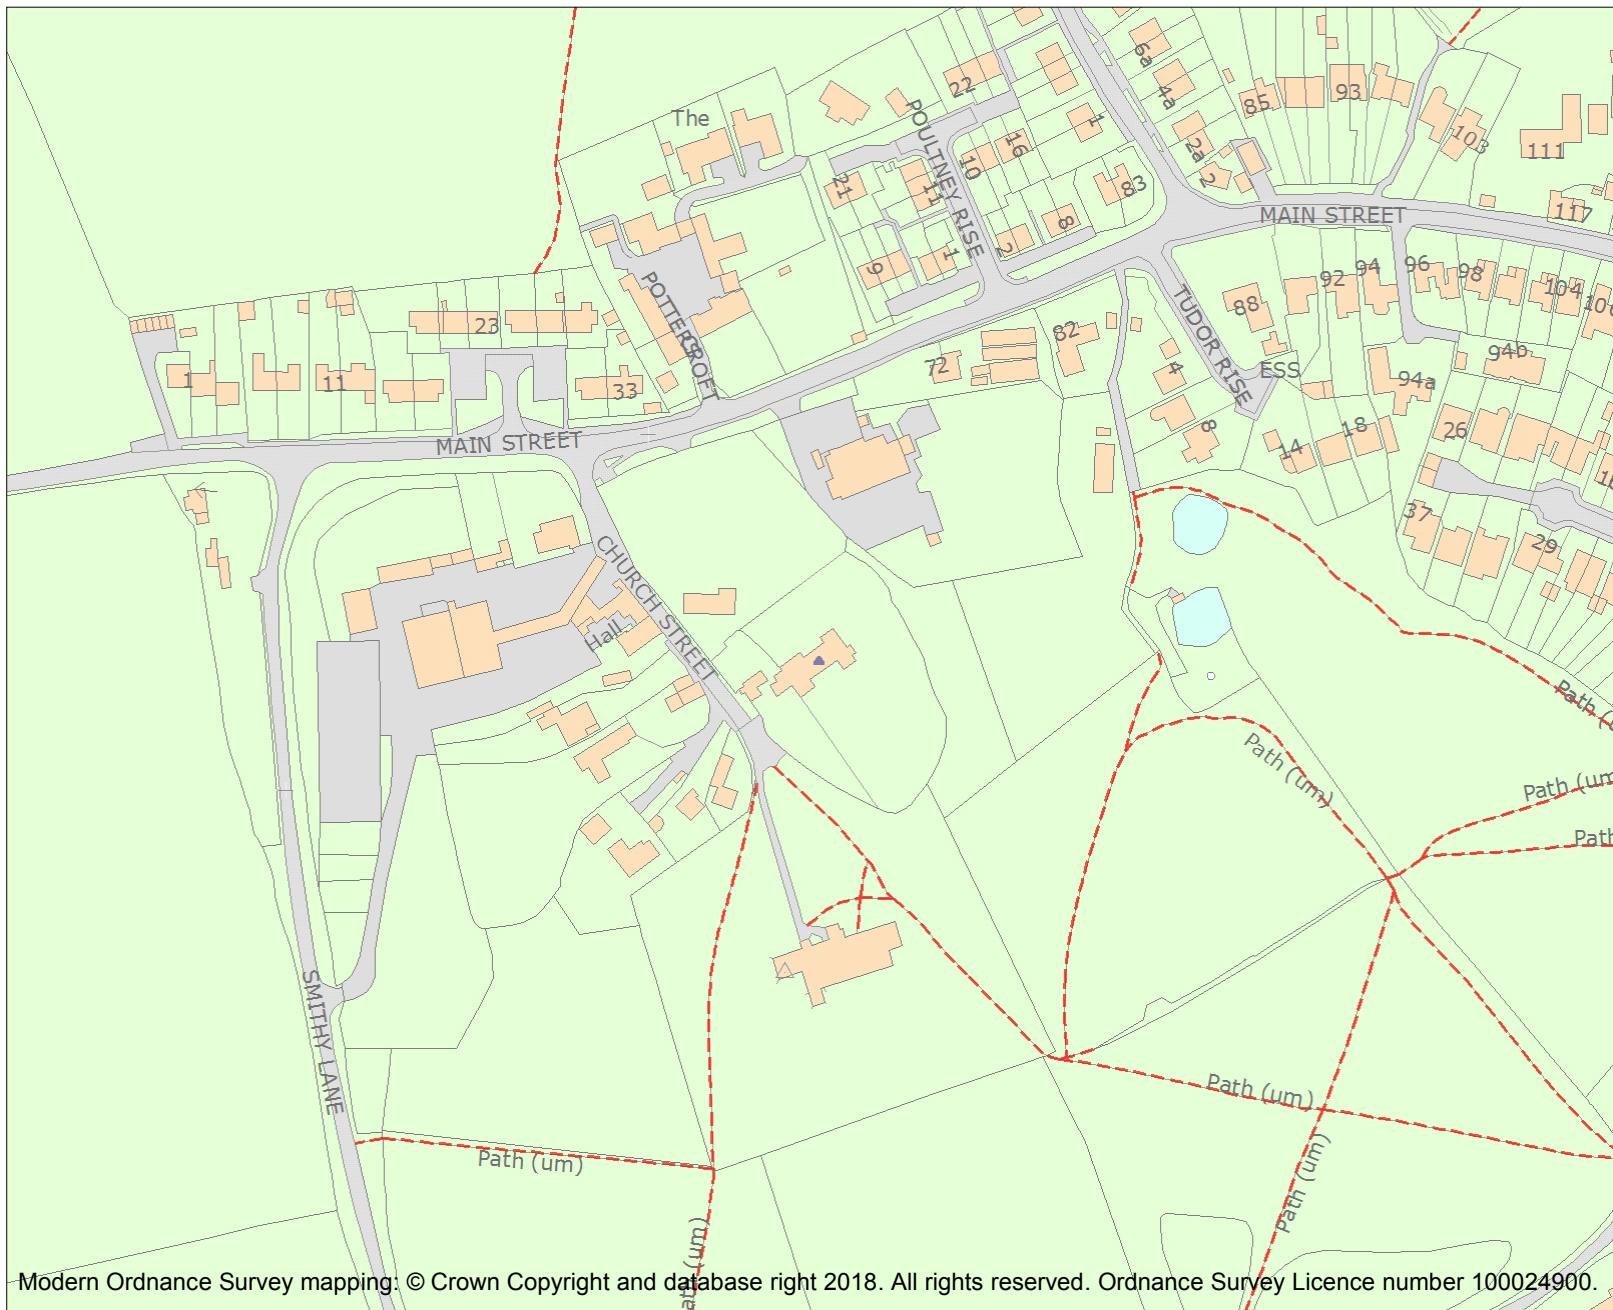 The
22
6a
4a
85
93
103
111
POULTNEY RISE
1
16
10
2a
2
83
21
11
8
2
1
9
MAIN STREET
117
POTTERS
CROFT
TUDOR RISE
88
92
94
96
98
104
23
82
72
4
ESS
94b
94a
1
11
33
8
14
18
26
MAIN STREET
37
29
CHURCH STREET
Hall
Path (um)
Path (um
Path
SMITHY LANE
Path (um)
Path (um)
Path (um)
Modern Ordnance Survey mapping: © Crown Copyright and database right 2018. All rights reserved. Ordnance Survey Licence number 100024900.